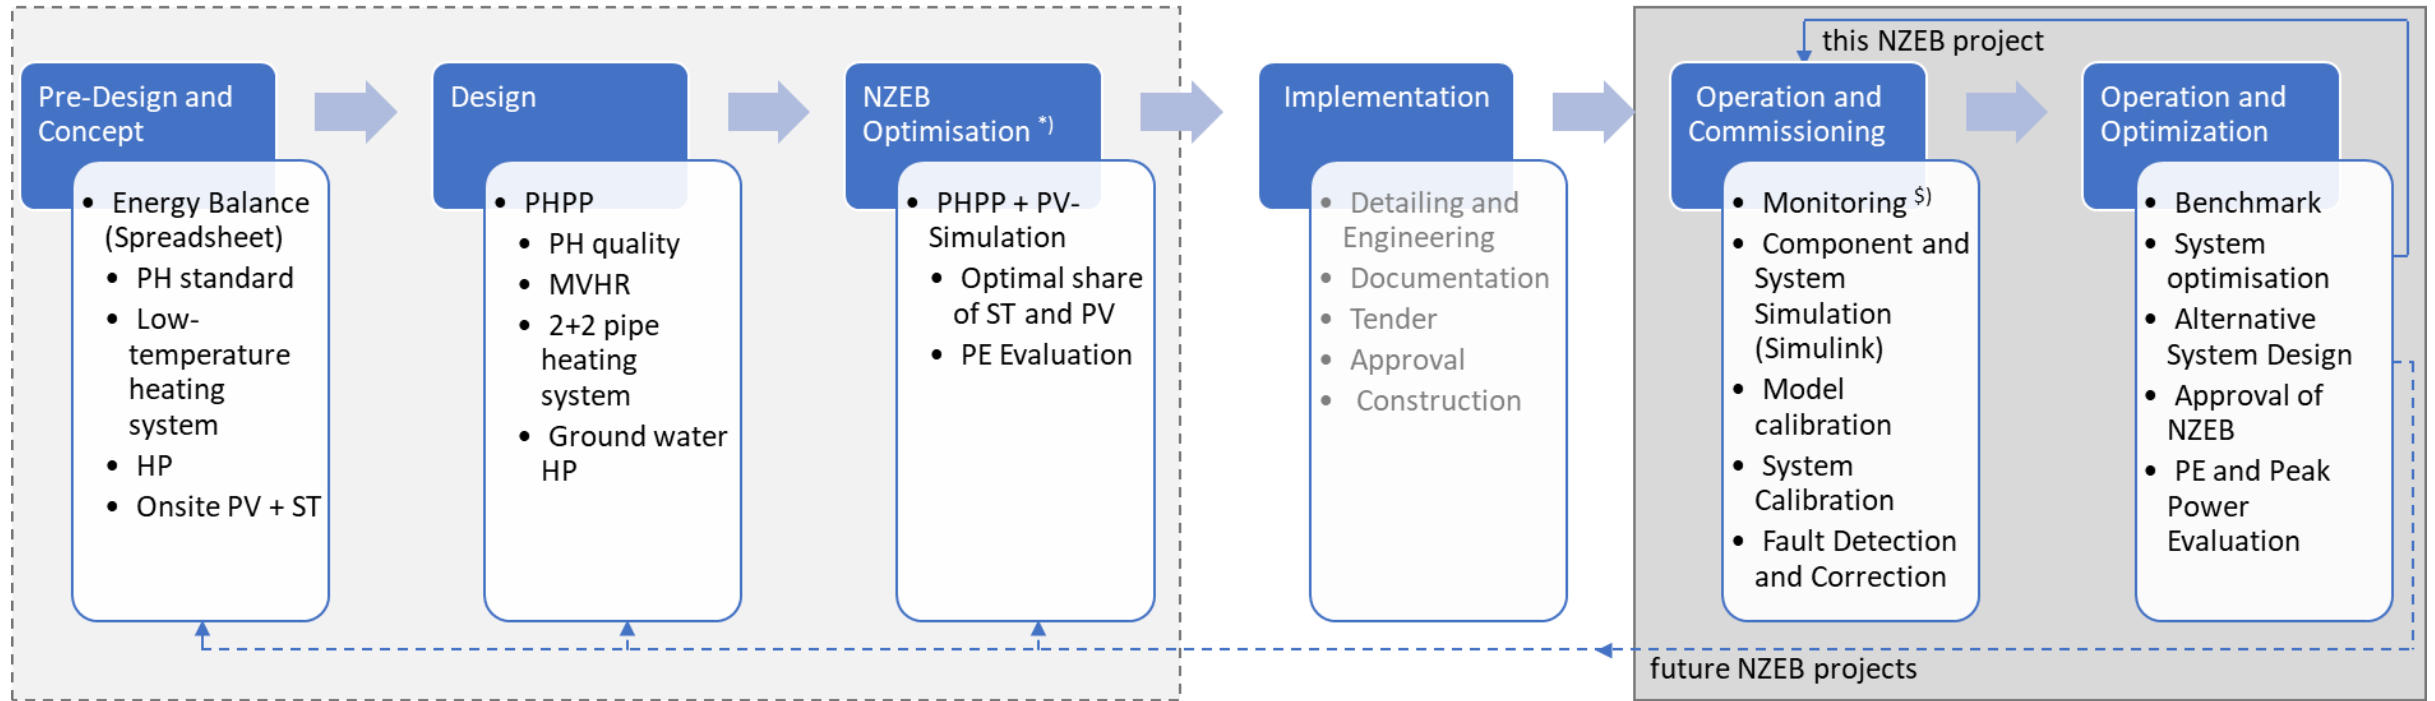 this NZEB project
Pre-Design and
Concept
• Energy Balance
(Spreadsheet)
• PH standard
• Low-
temperature
heating
system
• HP
• Onsite PV + ST
Design
• PHPP
• PH quality
• MVHR
• 2+2 pipe
heating
system
• Ground water
HP
NZEB
Optimisation *)
• PHPP + PV-
Simulation
• Optimal share
of ST and PV
• PE Evaluation
Implementation
• Detailing and
Engineering
• Documentation
• Tender
• Approval
• Construction
Operation and
Commissioning
• Monitoring $)
• Component and
System
Simulation
(Simulink)
• Model
calibration
• System
Calibration
• Fault Detection
and Correction
Operation and
Optimization
• Benchmark
• System
optimisation
• Alternative
System Design
• Approval of
NZEB
• PE and Peak
Power
Evaluation
future NZEB projects